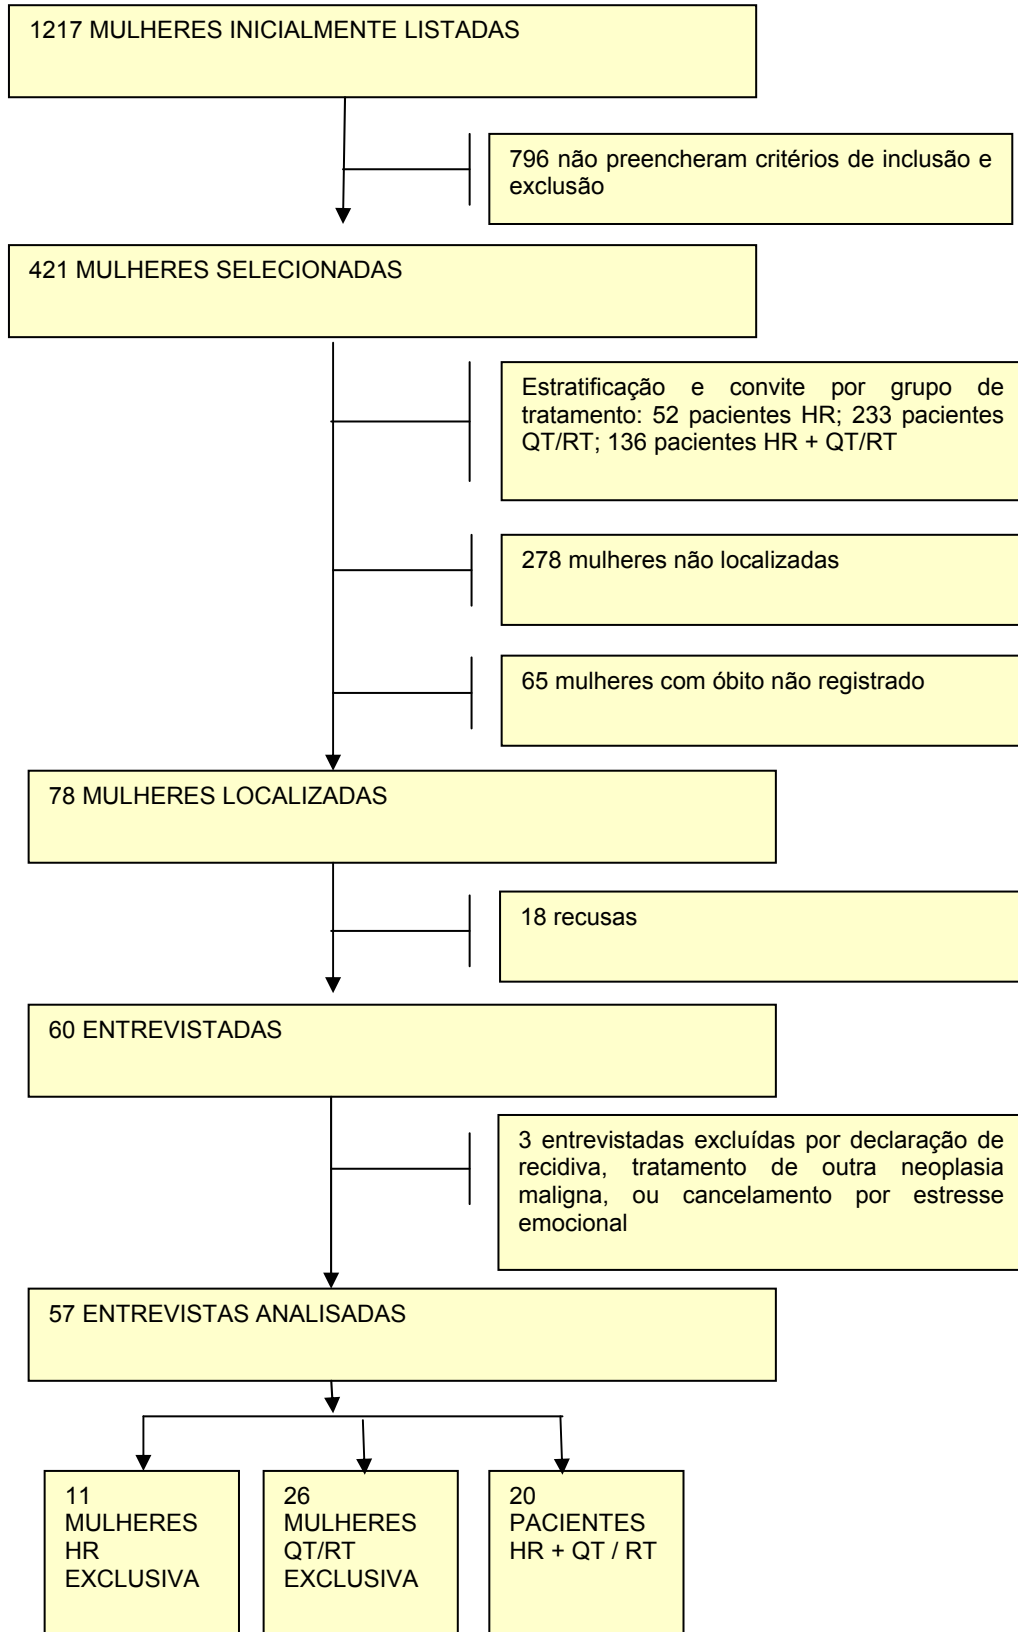 1217 MULHERES INICIALMENTE LISTADAS
796 não preencheram critérios de inclusão e
exclusão
421 MULHERES SELECIONADAS
Estratificação e convite por grupo de
tratamento: 52 pacientes HR; 233 pacientes
QT/RT; 136 pacientes HR + QT/RT
278 mulheres não localizadas
65 mulheres com óbito não registrado
78 MULHERES LOCALIZADAS
18 recusas
60 ENTREVISTADAS
3 entrevistadas excluídas por declaração de
recidiva, tratamento de outra neoplasia
maligna, ou cancelamento por estresse
emocional
57 ENTREVISTAS ANALISADAS
11
MULHERES
HR
EXCLUSIVA
26
MULHERES
QT/RT
EXCLUSIVA
20
PACIENTES
HR + QT / RT